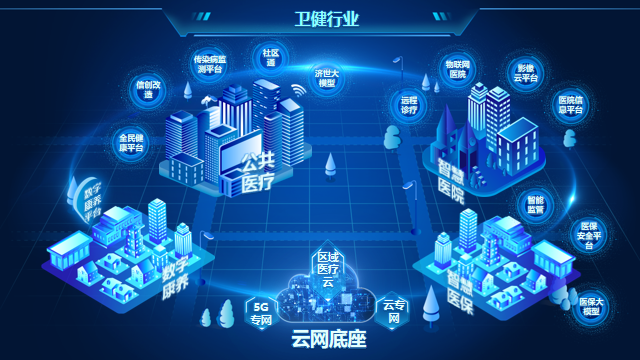 卫健行业
传染病监
测平台
社区
通
济世大
模型
信创改
造
全民健
康平台
公共
医疗
远程
诊疗
物联网
医院
影像
云平台
医院信
息平台
智慧
医院
数字
康养
平台
数字
康养
智能
监管
医保
安全平
台
医保大
模型
智慧
医保
区域
医疗
云
5G
专网
云专
网
云网底座